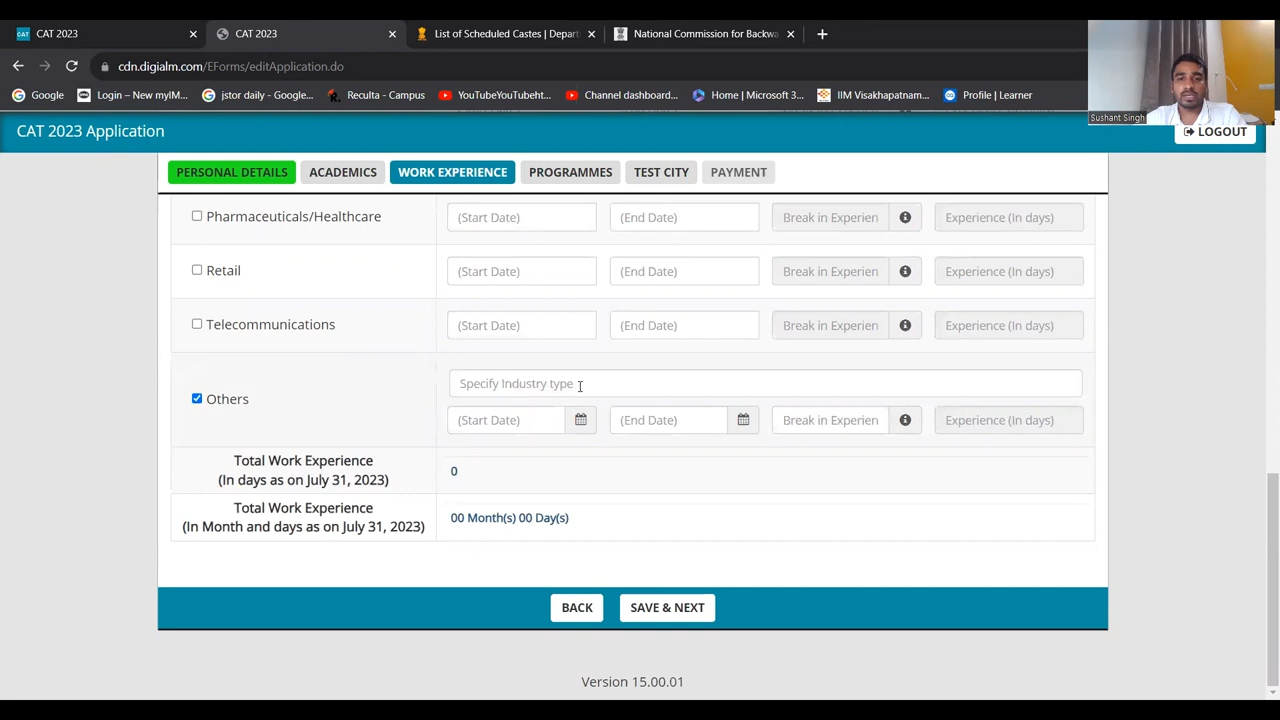 CAT 2023
CAT 2023
List of Scheduled Castes | Depar
National Commission for Backwa
cdn.digialm.com/EForms/editApplication.do
Google
Login – New myIM...
jstor daily - Google...
Reculta - Campus
YouTubeYouTubeht...
Channel dashboard...
Home | Microsoft 3...
IIM Visakhapatnam...
Profile | Learner
Sushant Singh
CAT 2023 Application
LOGOUT
PERSONAL DETAILS
ACADEMICS
WORK EXPERIENCE
PROGRAMMES
TEST CITY
PAYMENT
Pharmaceuticals/Healthcare
(Start Date)
(End Date)
Break in Experien
Experience (In days)
Retail
(Start Date)
(End Date)
Break in Experien
Experience (In days)
Telecommunications
(Start Date)
(End Date)
Break in Experien
Experience (In days)
Others
Specify Industry type
(Start Date)
(End Date)
Break in Experien
Experience (In days)
Total Work Experience
(In days as on July 31, 2023)
0
Total Work Experience
(In Month and days as on July 31, 2023)
00 Month(s) 00 Day(s)
BACK
SAVE & NEXT
Version 15.00.01